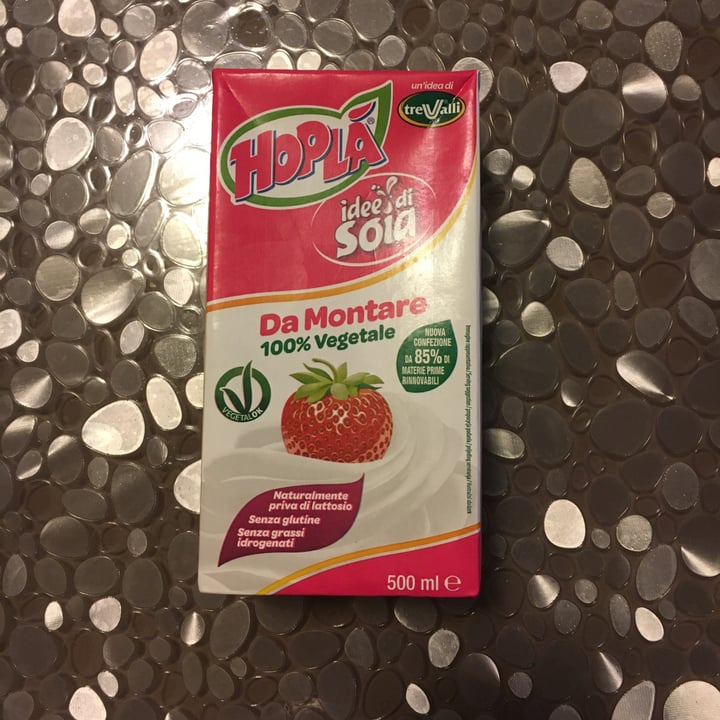 un'idea di
treValli
HOPLÀ®
idee di
soia
Da Montare
100% Vegetale
NUOVA
CONFEZIONE
DA 85% DI
MATERIE PRIME
RINNOVABILI
VEGETALOK
Naturalmente
priva di lattosio
Senza glutine
Senza grassi
idrogenati
500 ml ℮